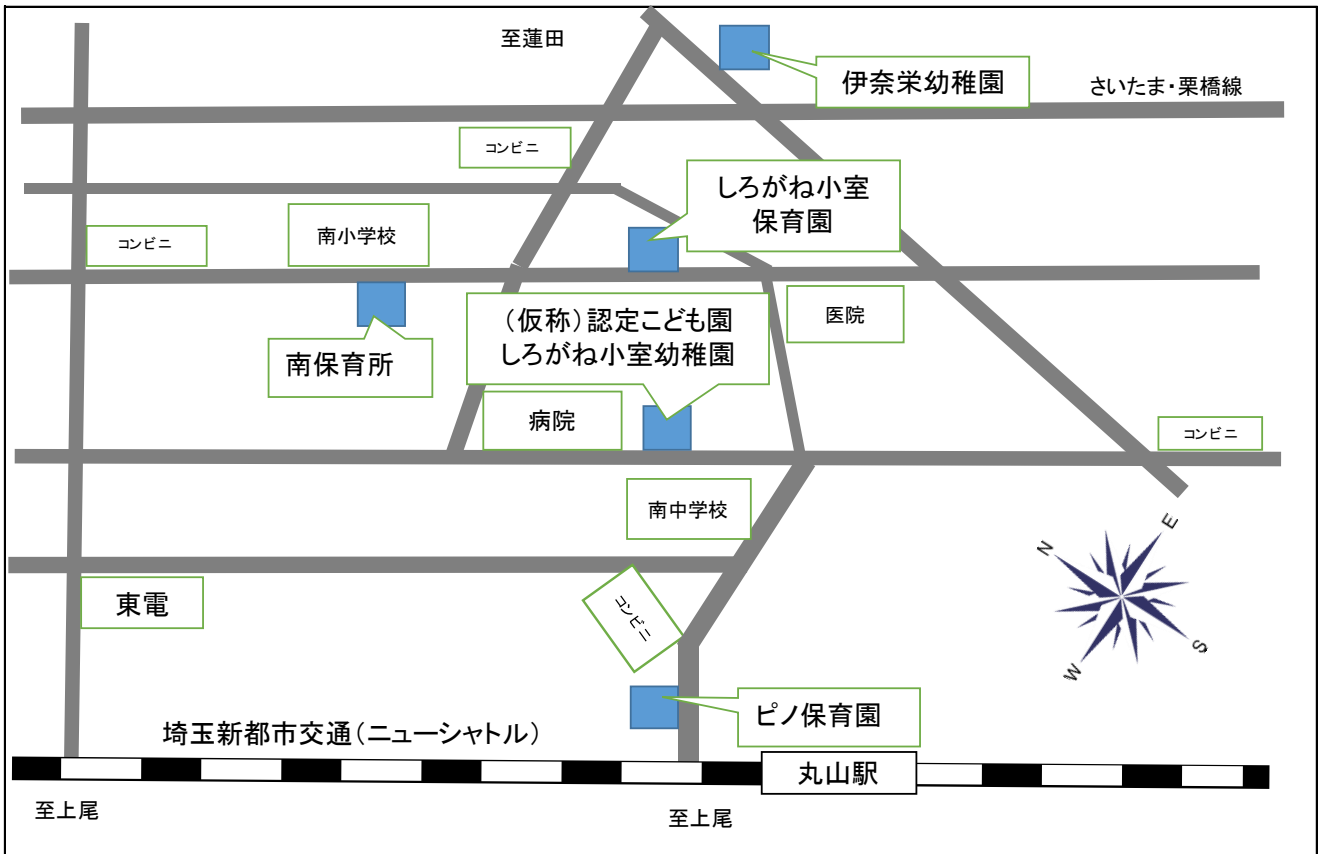 至蓮田
伊奈栄幼稚園
さいたま・栗橋線
コンビニ
しろがね小室
保育園
南小学校
コンビニ
(仮称)認定こども園
しろがね小室幼稚園
医院
南保育所
病院
コンビニ
南中学校
N
E
S
W
東電
コンビニ
ピノ保育園
埼玉新都市交通(ニューシャトル)
丸山駅
至上尾
至上尾